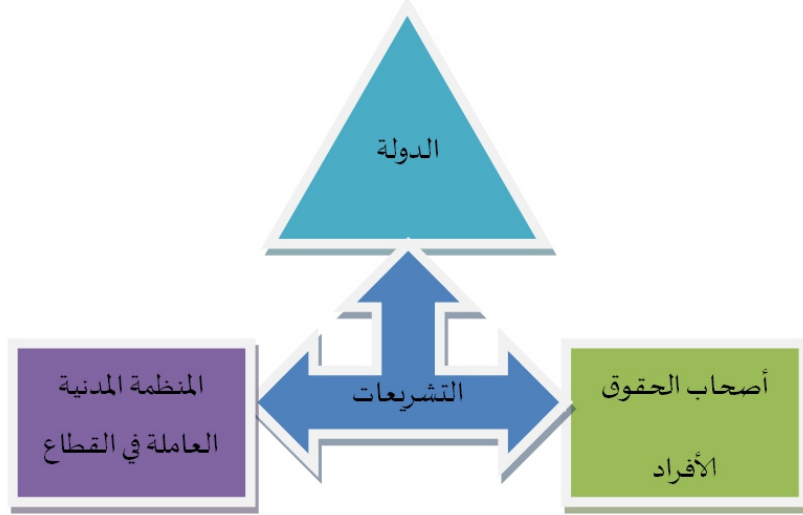 الدولة
أصحاب الحقوق
الأفراد
التشريعات
المنظمة المدنية
العاملة في القطاع